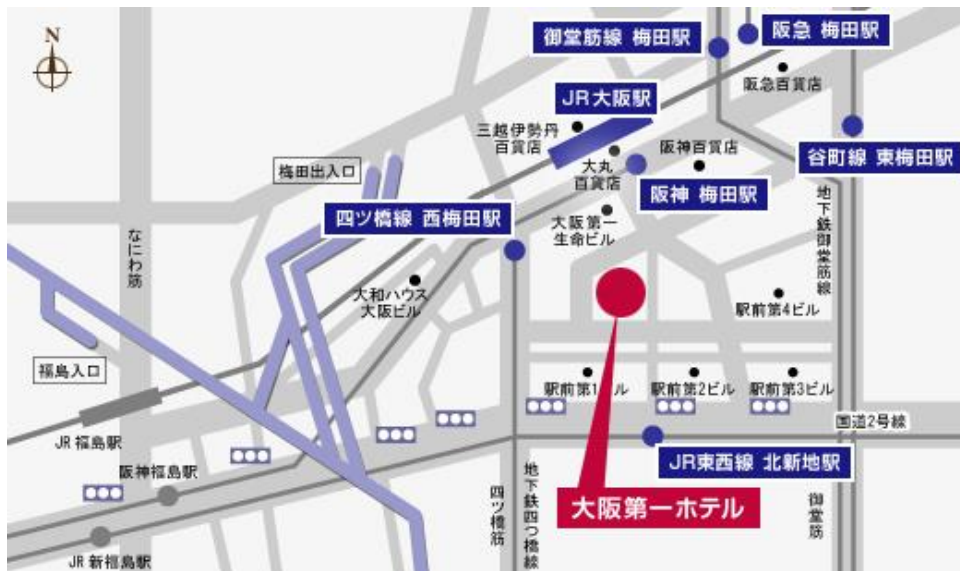 N
御堂筋線 梅田駅
阪急 梅田駅
阪急百貨店
JR大阪駅
三越伊勢丹
百貨店
大丸
百貨店
阪神百貨店
谷町線 東梅田駅
梅田出入口
阪神 梅田駅
四ツ橋線 西梅田駅
大阪第一
生命ビル
地下鉄御堂筋線
なにわ筋
大和ハウス
大阪ビル
駅前第4ビル
福島入口
駅前第1ビル
駅前第2ビル
駅前第3ビル
国道2号線
JR福島駅
阪神福島駅
JR東西線 北新地駅
大阪第一ホテル
四ツ橋筋
地下鉄四つ橋線
御堂筋
JR新福島駅